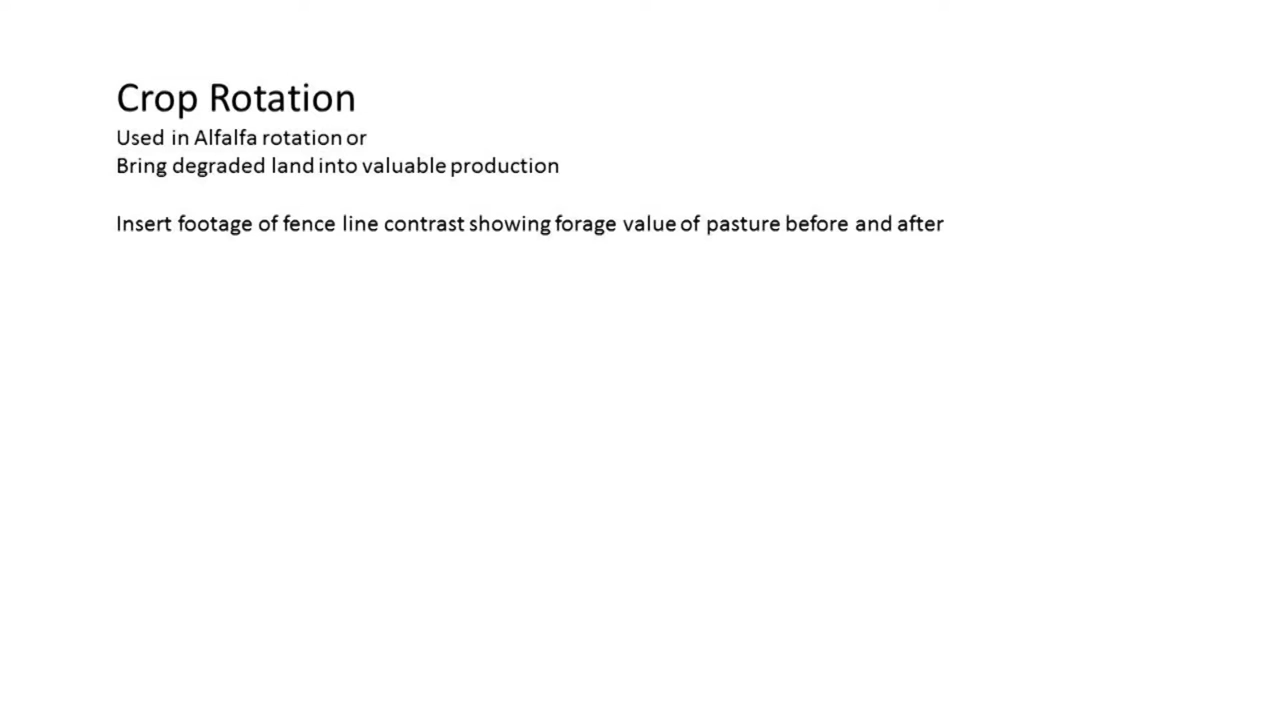 Crop Rotation
Used in Alfalfa rotation or
Bring degraded land into valuable production
Insert footage of fence line contrast showing forage value of pasture before and after